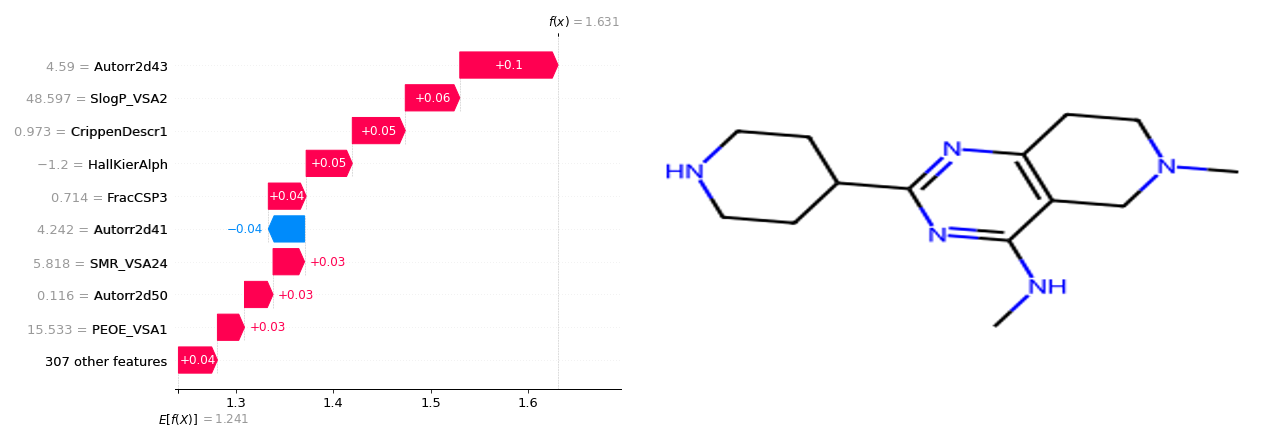 f(x) = 1.631
4.59 = Autorr2d43
+0.1
48.597 = SlogP_VSA2
+0.06
0.973 = CrippenDescr1
+0.05
−1.2 = HallKierAlph
+0.05
0.714 = FracCSP3
+0.04
4.242 = Autorr2d41
−0.04
5.818 = SMR_VSA24
+0.03
0.116 = Autorr2d50
+0.03
15.533 = PEOE_VSA1
+0.03
307 other features
+0.04
1.3 1.4 1.5 1.6
E[f(X)] = 1.241
N
HN
N
N
NH